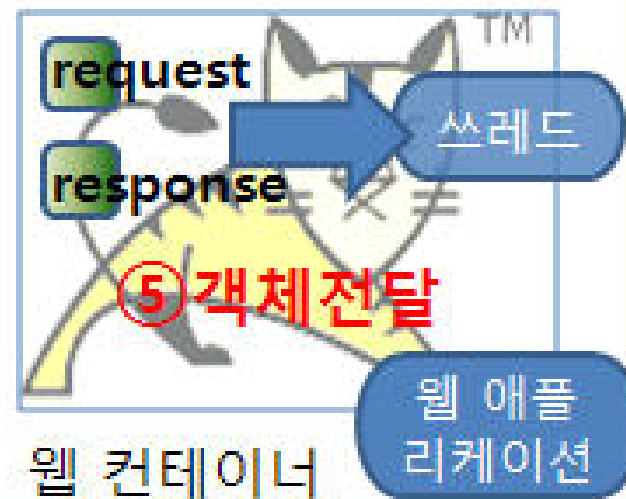 TM
request
쓰레드
response
⑤객체전달
웹 애플
리케이션
웹 컨테이너